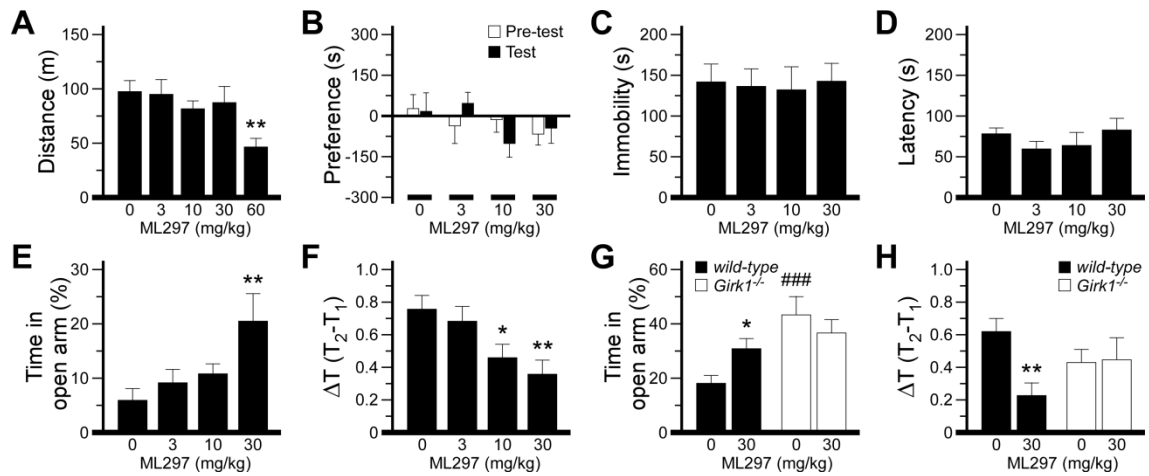 A
Distance (m)
150
100
50
0
**
0 3 10 30 60
ML297 (mg/kg)
B
Preference (s)
300
150
0
-150
-300
Pre-test
Test
0 3 10 30
ML297 (mg/kg)
C
Immobility (s)
200
150
100
50
0
0 3 10 30
ML297 (mg/kg)
D
Latency (s)
200
150
100
50
0
0 3 10 30
ML297 (mg/kg)
E
Time in
open arm (%)
30
20
10
0
**
0 3 10 30
ML297 (mg/kg)
F
ΔT (T₂-T₁)
1.0
0.8
0.6
0.4
0.2
0
* **
0 3 10 30
ML297 (mg/kg)
G
Time in
open arm (%)
60
40
20
0
wild-type
Girk1⁻/⁻
* ###
0 30 0 30
ML297 (mg/kg)
H
ΔT (T₂-T₁)
1.0
0.8
0.6
0.4
0.2
0
wild-type
Girk1⁻/⁻
**
0 30 0 30
ML297 (mg/kg)